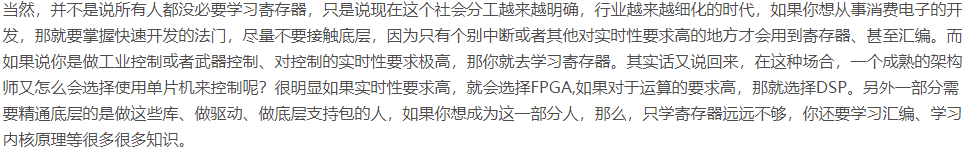 当然，并不是说所有人都没必要学习寄存器，只是说现在这个社会分工越来越明确，行业越来越细化的时代，如果你想从事消费电子的开
发，那就要掌握快速开发的法门，尽量不要接触底层，因为只有个别中断或者其他对实时性要求高的地方才会用到寄存器、甚至汇编。而
如果说你是做工业控制或者武器控制、对控制的实时性要求极高，那你就去学习寄存器。其实话又说回来，在这种场合，一个成熟的架构
师又怎么会选择使用单片机来控制呢？很明显如果实时性要求高，就会选择FPGA,如果对于运算的要求高，那就选择DSP。另外一部分需
要精通底层的是做这些库、做驱动、做底层支持包的人，如果你想成为这一部分人，那么，只学寄存器远远不够，你还要学习汇编、学习
内核原理等很多很多知识。